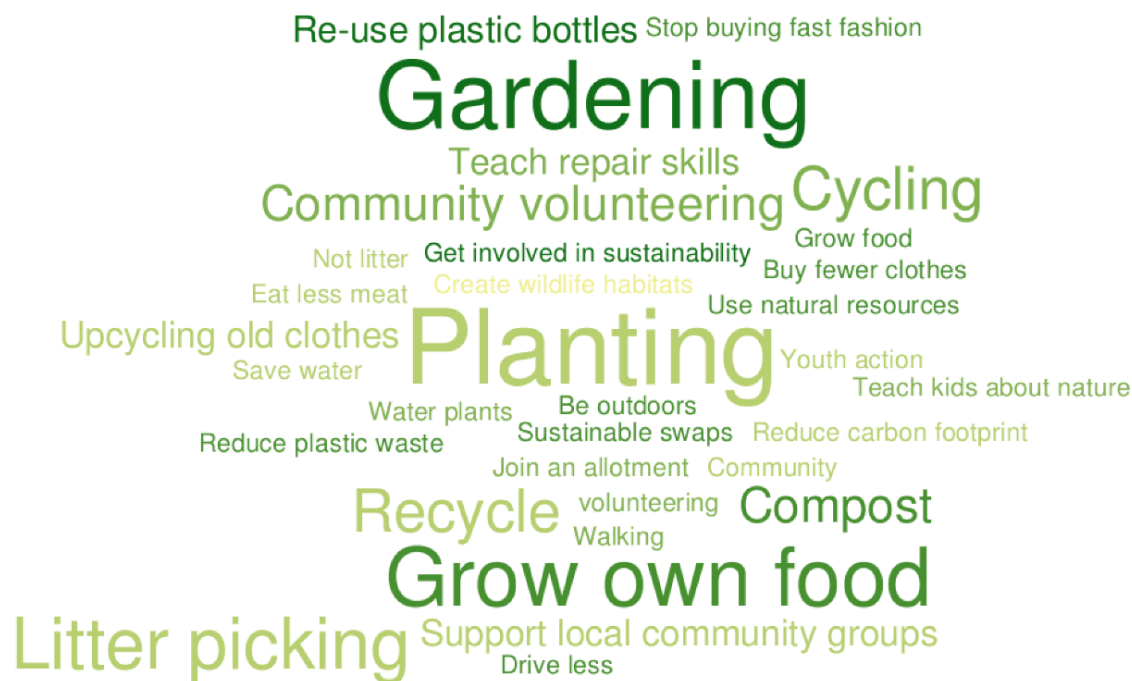 Re-use plastic bottles
Stop buying fast fashion
Gardening
Teach repair skills
Cycling
Community volunteering
Grow food
Not litter
Get involved in sustainability
Buy fewer clothes
Create wildlife habitats
Eat less meat
Use natural resources
Upcycling old clothes
Planting
Youth action
Save water
Teach kids about nature
Water plants
Be outdoors
Reduce plastic waste
Sustainable swaps
Reduce carbon footprint
Join an allotment
Community
Recycle
volunteering
Compost
Walking
Grow own food
Litter picking
Support local community groups
Drive less